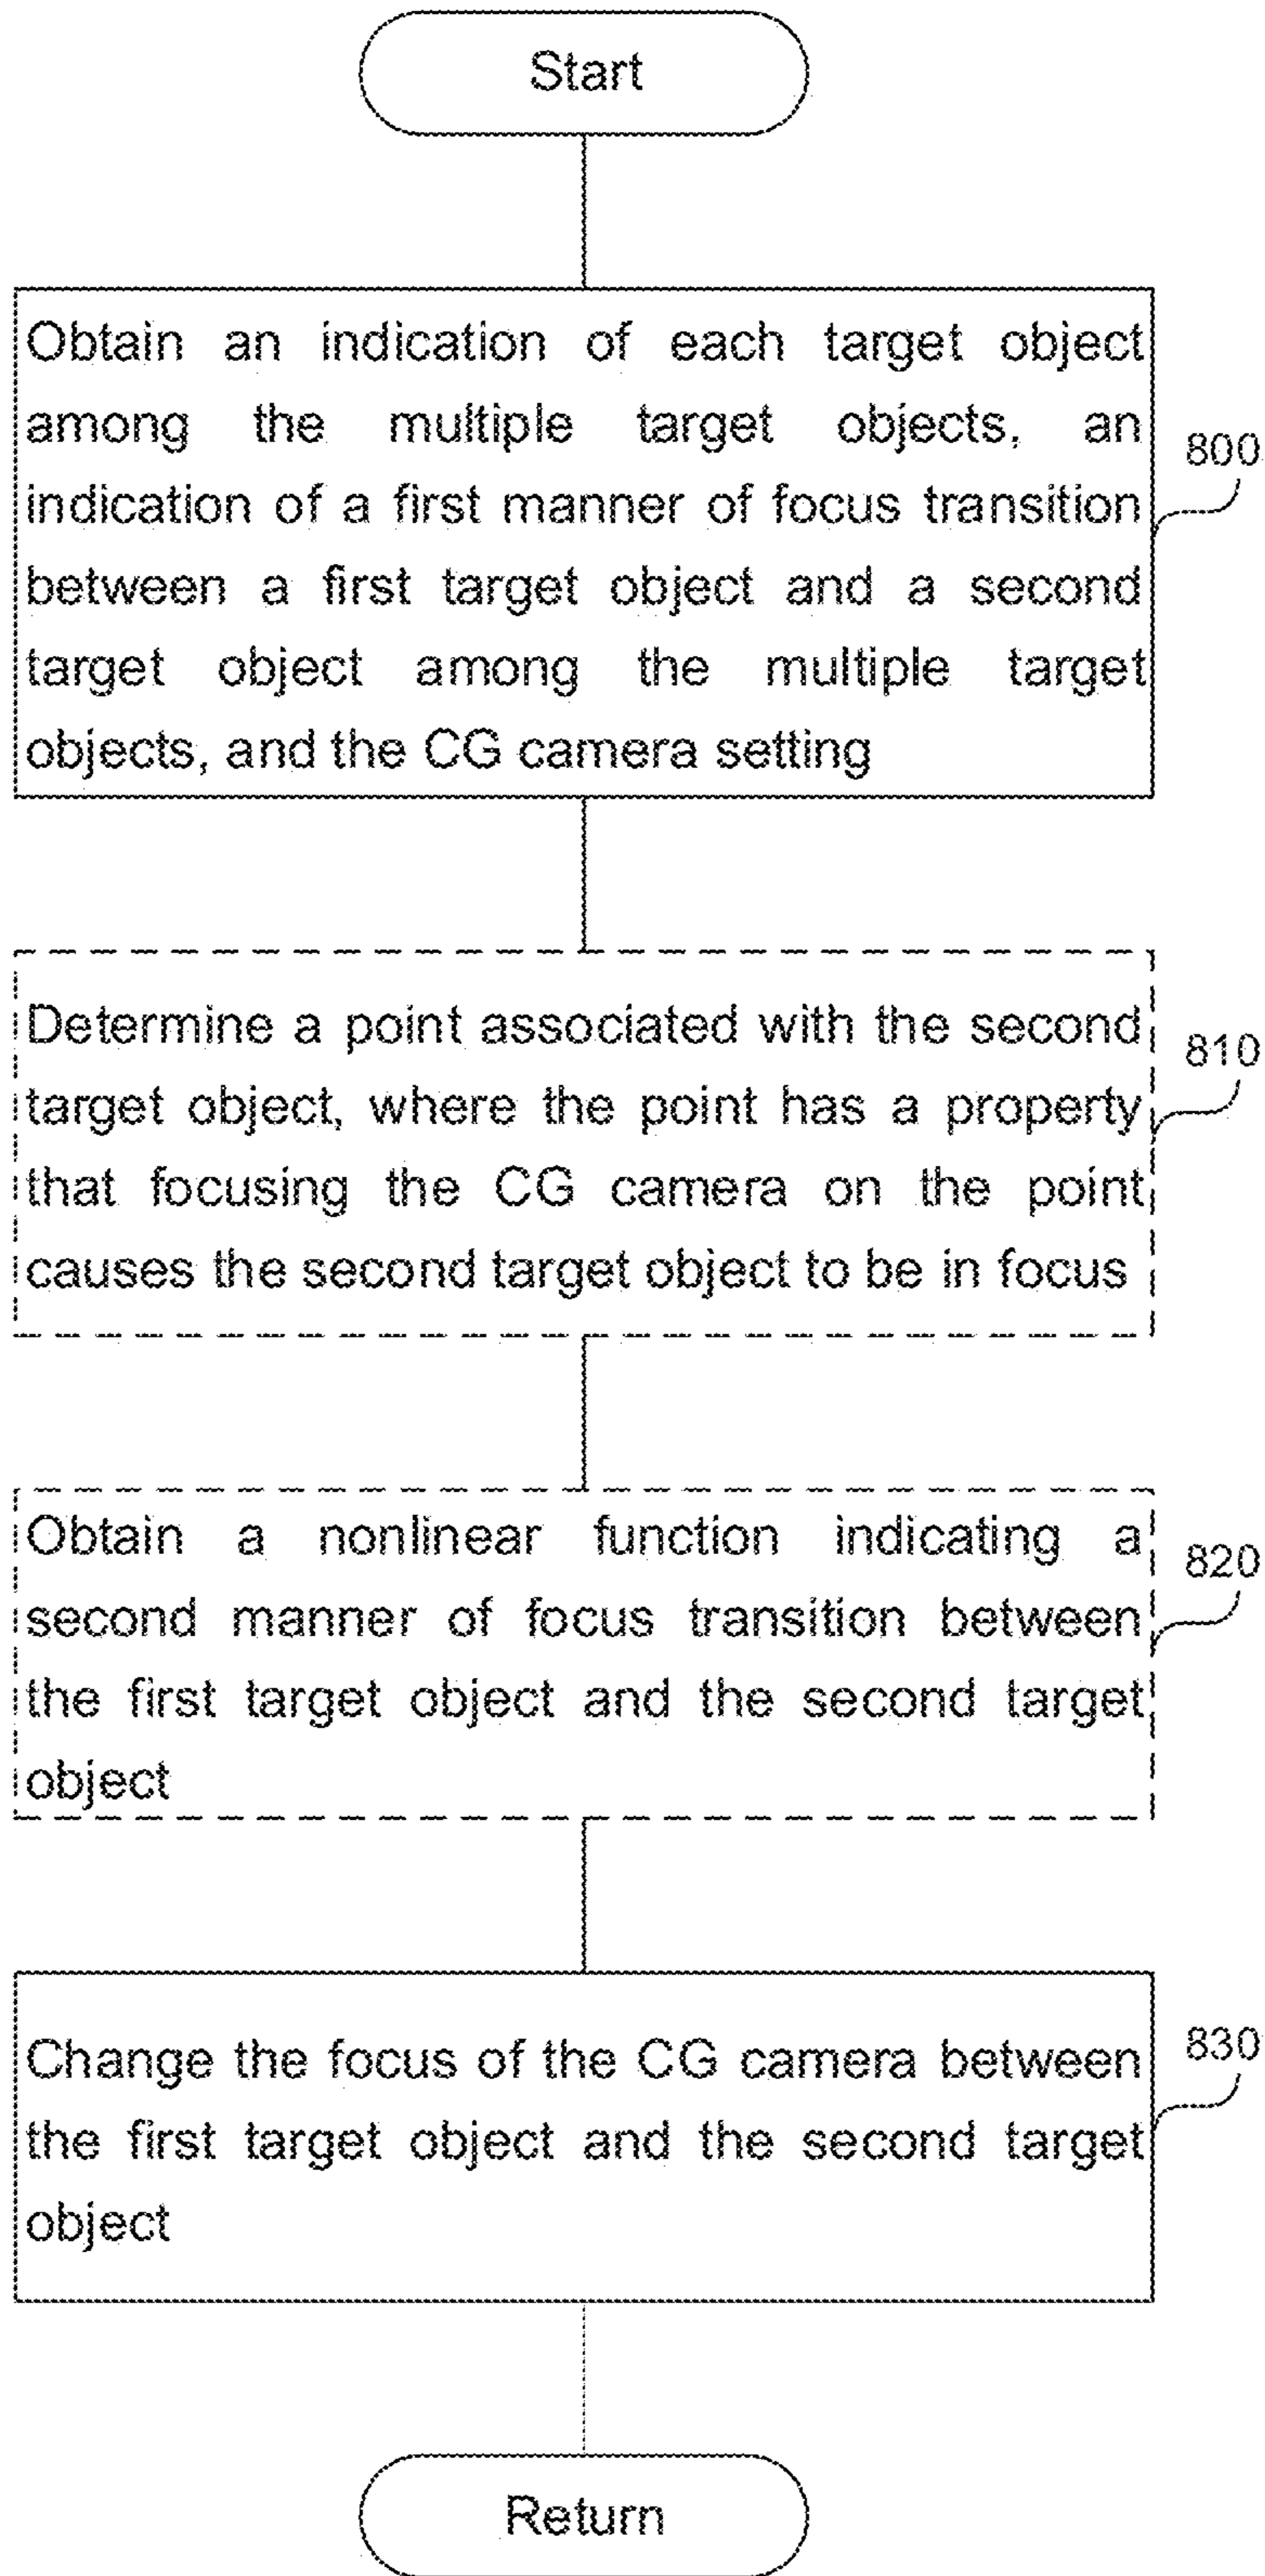 Start
Obtain an indication of each target object
among the multiple target objects, an
indication of a first manner of focus transition
between a first target object and a second
target object among the multiple target
objects, and the CG camera setting
800
Determine a point associated with the second
target object, where the point has a property
that focusing the CG camera on the point
causes the second target object to be in focus
810
Obtain a nonlinear function indicating a
second manner of focus transition between
the first target object and the second target
object
820
Change the focus of the CG camera between
the first target object and the second target
object
830
Return